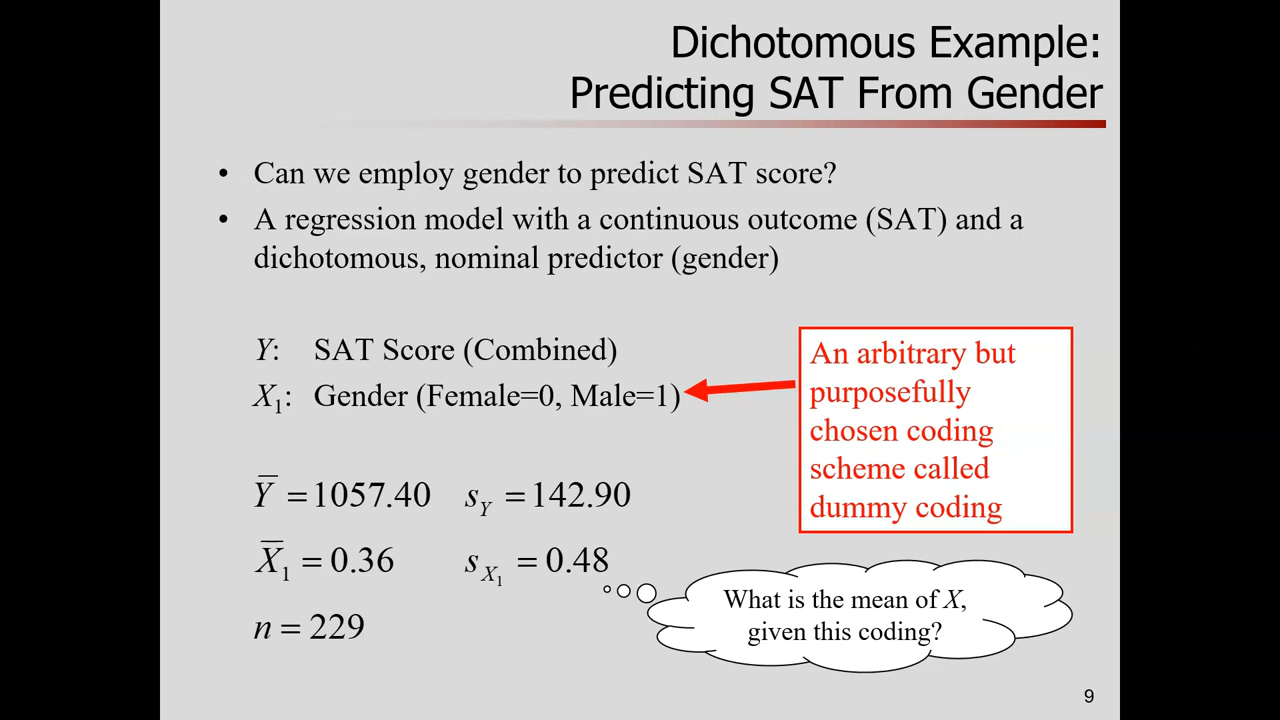 Dichotomous Example:
Predicting SAT From Gender
• Can we employ gender to predict SAT score?
• A regression model with a continuous outcome (SAT) and a
dichotomous, nominal predictor (gender)
Y: SAT Score (Combined)
X₁: Gender (Female=0, Male=1)
An arbitrary but
purposefully
chosen coding
scheme called
dummy coding
Y̅ = 1057.40 s_Y = 142.90
X̅₁ = 0.36 s_X₁ = 0.48
n = 229
What is the mean of X,
given this coding?
9